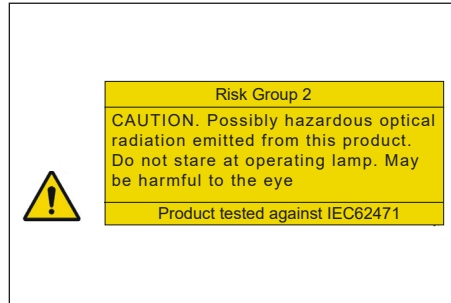 Risk Group 2
CAUTION. Possibly hazardous optical
radiation emitted from this product.
Do not stare at operating lamp. May
be harmful to the eye
Product tested against IEC62471